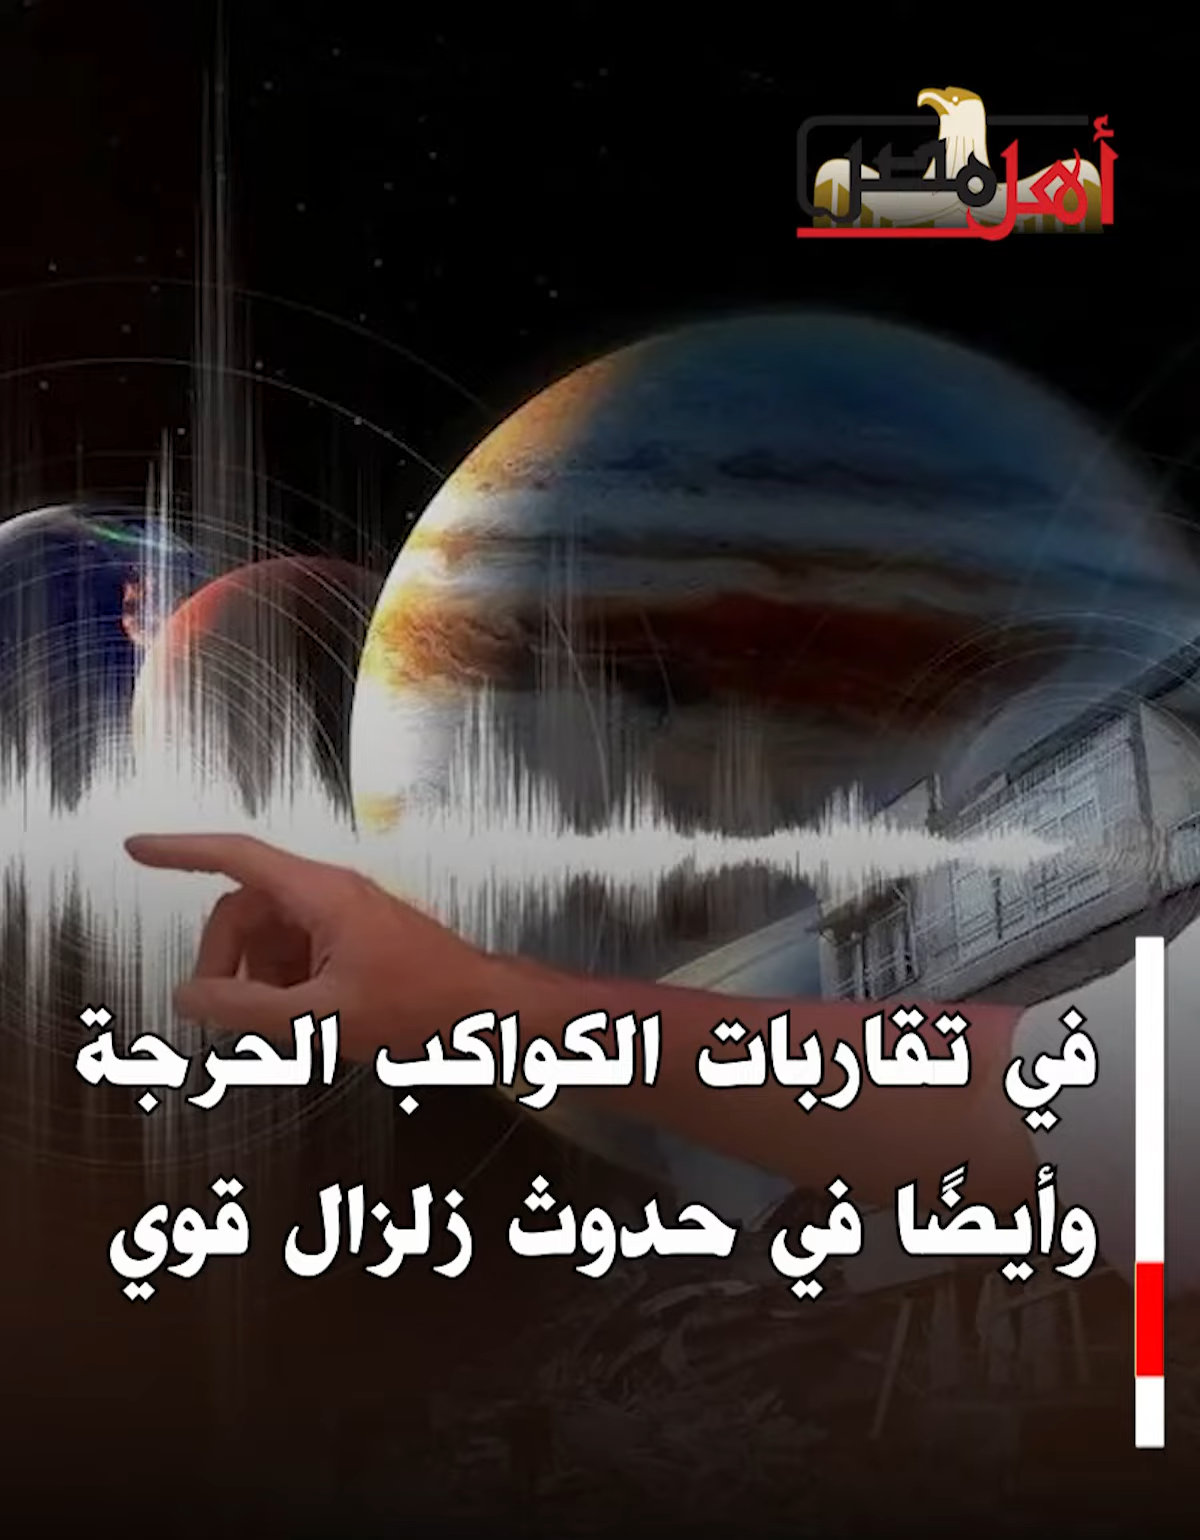 أهل مصر
في تقاربات الكواكب الحرجة
وأيضًا في حدوث زلزال قوي